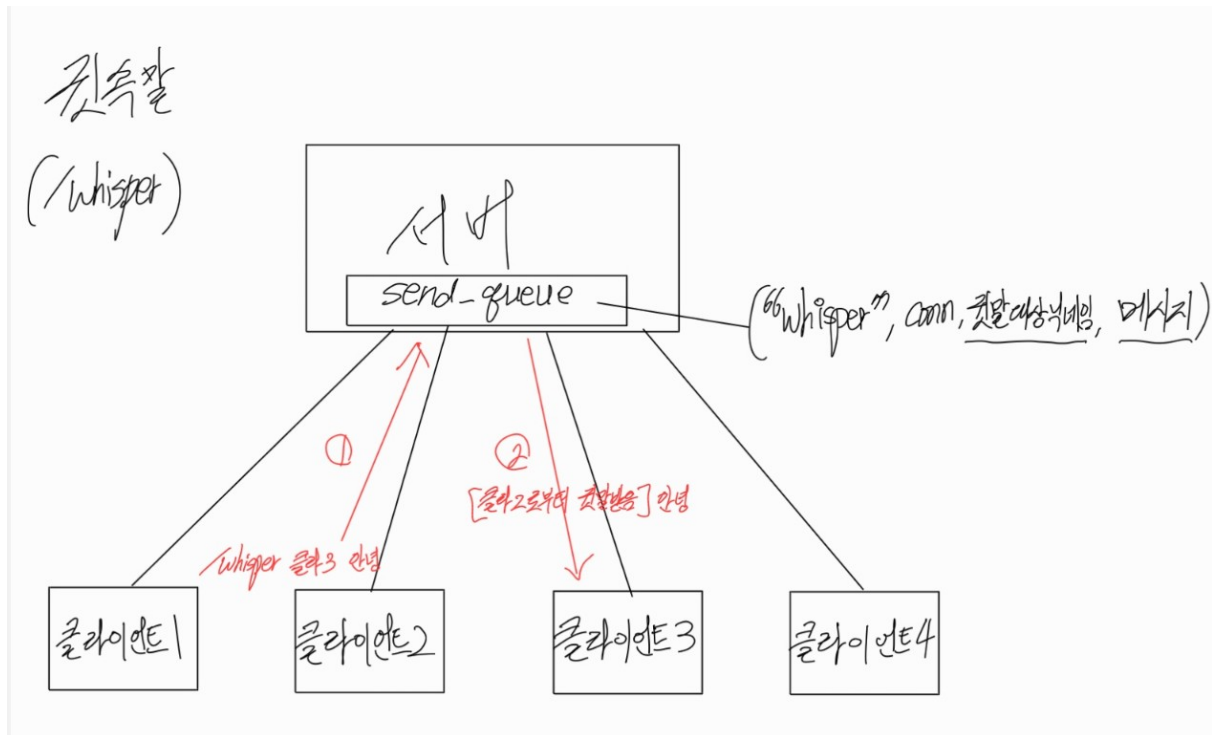 귓속말
(/whisper)
서버
send_queue
("whisper", conn, 귓말대상닉네임, 메시지)
①
②
[클라2로부터 귓말받음] 안녕
/whisper 클라3 안녕
클라이언트1
클라이언트2
클라이언트3
클라이언트4